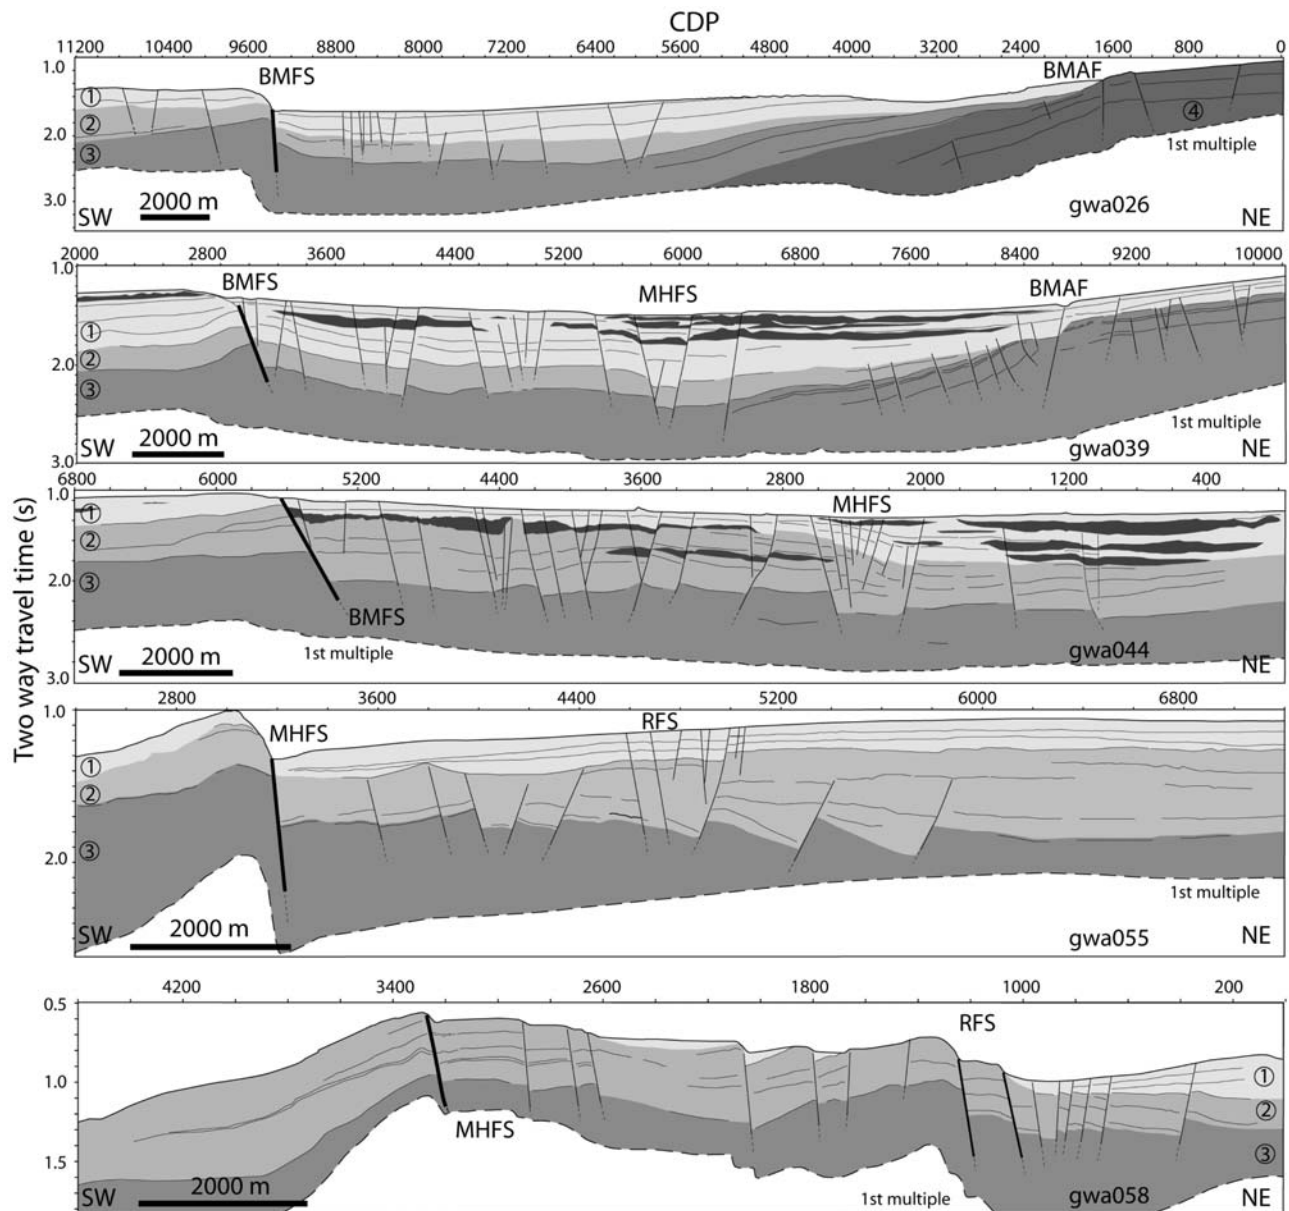 CDP
11200 10400 9600 8800 8000 7200 6400 5600 4800 4000 3200 2400 1600 800 0
1.0
BMFS
BMAF
①
②
④
2.0
③
1st multiple
2000 m
3.0
SW
gwa026
NE
2000 2800 3600 4400 5200 6000 6800 7600 8400 9200 10000
1.0
BMFS
MHFS
BMAF
①
②
2.0
③
1st multiple
2000 m
SW
gwa039
NE
3.0
6800 6000 5200 4400 3600 2800 2000 1200 400
1.0
MHFS
①
②
2.0
③
BMFS
1st multiple
2000 m
SW
gwa044
NE
3.0
Two way travel time (s)
2800 3600 4400 5200 6000 6800
1.0
MHFS
RFS
①
②
③
2.0
1st multiple
2000 m
SW
gwa055
NE
4200 3400 2600 1800 1000 200
0.5
RFS
1.0
①
②
MHFS
③
1.5
2000 m
SW
1st multiple
gwa058
NE